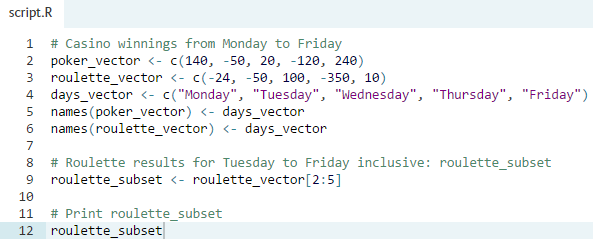 script.R
1 # Casino winnings from Monday to Friday
2 poker_vector <- c(140, -50, 20, -120, 240)
3 roulette_vector <- c(-24, -50, 100, -350, 10)
4 days_vector <- c("Monday", "Tuesday", "Wednesday", "Thursday", "Friday")
5 names(poker_vector) <- days_vector
6 names(roulette_vector) <- days_vector
7
8 # Roulette results for Tuesday to Friday inclusive: roulette_subset
9 roulette_subset <- roulette_vector[2:5]
10
11 # Print roulette_subset
12 roulette_subset